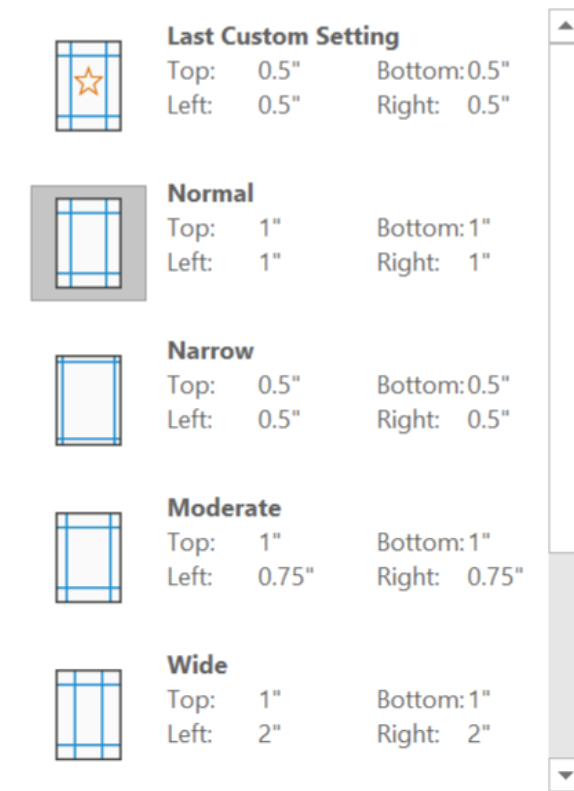 Last Custom Setting
Top: 0.5" Bottom: 0.5"
Left: 0.5" Right: 0.5"
Normal
Top: 1" Bottom: 1"
Left: 1" Right: 1"
Narrow
Top: 0.5" Bottom: 0.5"
Left: 0.5" Right: 0.5"
Moderate
Top: 1" Bottom: 1"
Left: 0.75" Right: 0.75"
Wide
Top: 1" Bottom: 1"
Left: 2" Right: 2"